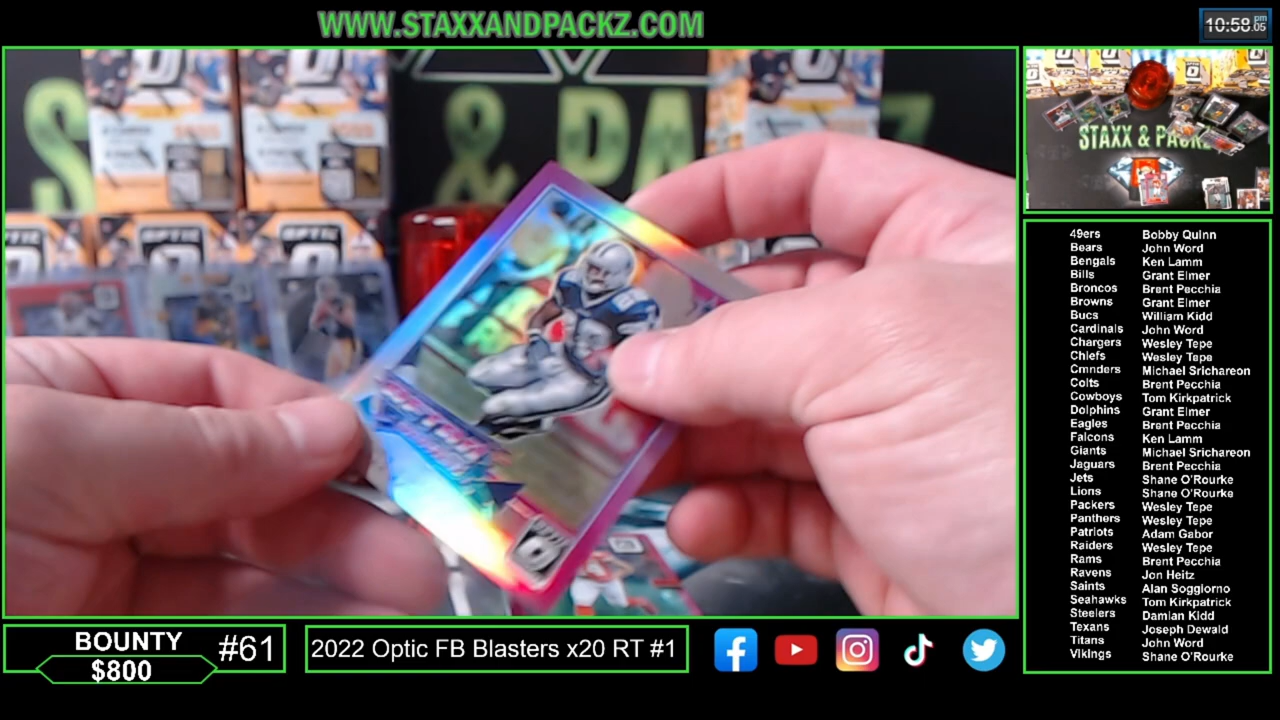 WWW.STAXXANDPACKZ.COM
10:58 pm
05
STAXX & PACK
49ers Bobby Quinn
Bears John Word
Bengals Ken Lamm
Bills Grant Elmer
Broncos Brent Pecchia
Browns Grant Elmer
Bucs William Kidd
Cardinals John Word
Chargers Wesley Tepe
Chiefs Wesley Tepe
Cmnders Michael Srichareon
Colts Brent Pecchia
Cowboys Tom Kirkpatrick
Dolphins Grant Elmer
Eagles Brent Pecchia
Falcons Ken Lamm
Giants Michael Srichareon
Jaguars Brent Pecchia
Jets Shane O'Rourke
Lions Shane O'Rourke
Packers Wesley Tepe
Panthers Wesley Tepe
Patriots Adam Gabor
Raiders Wesley Tepe
Rams Brent Pecchia
Ravens Jon Heitz
Saints Alan Soggiorno
Seahawks Tom Kirkpatrick
Steelers Damian Kidd
Texans Joseph Dewald
Titans John Word
Vikings Shane O'Rourke
BOUNTY #61
$800
2022 Optic FB Blasters x20 RT #1